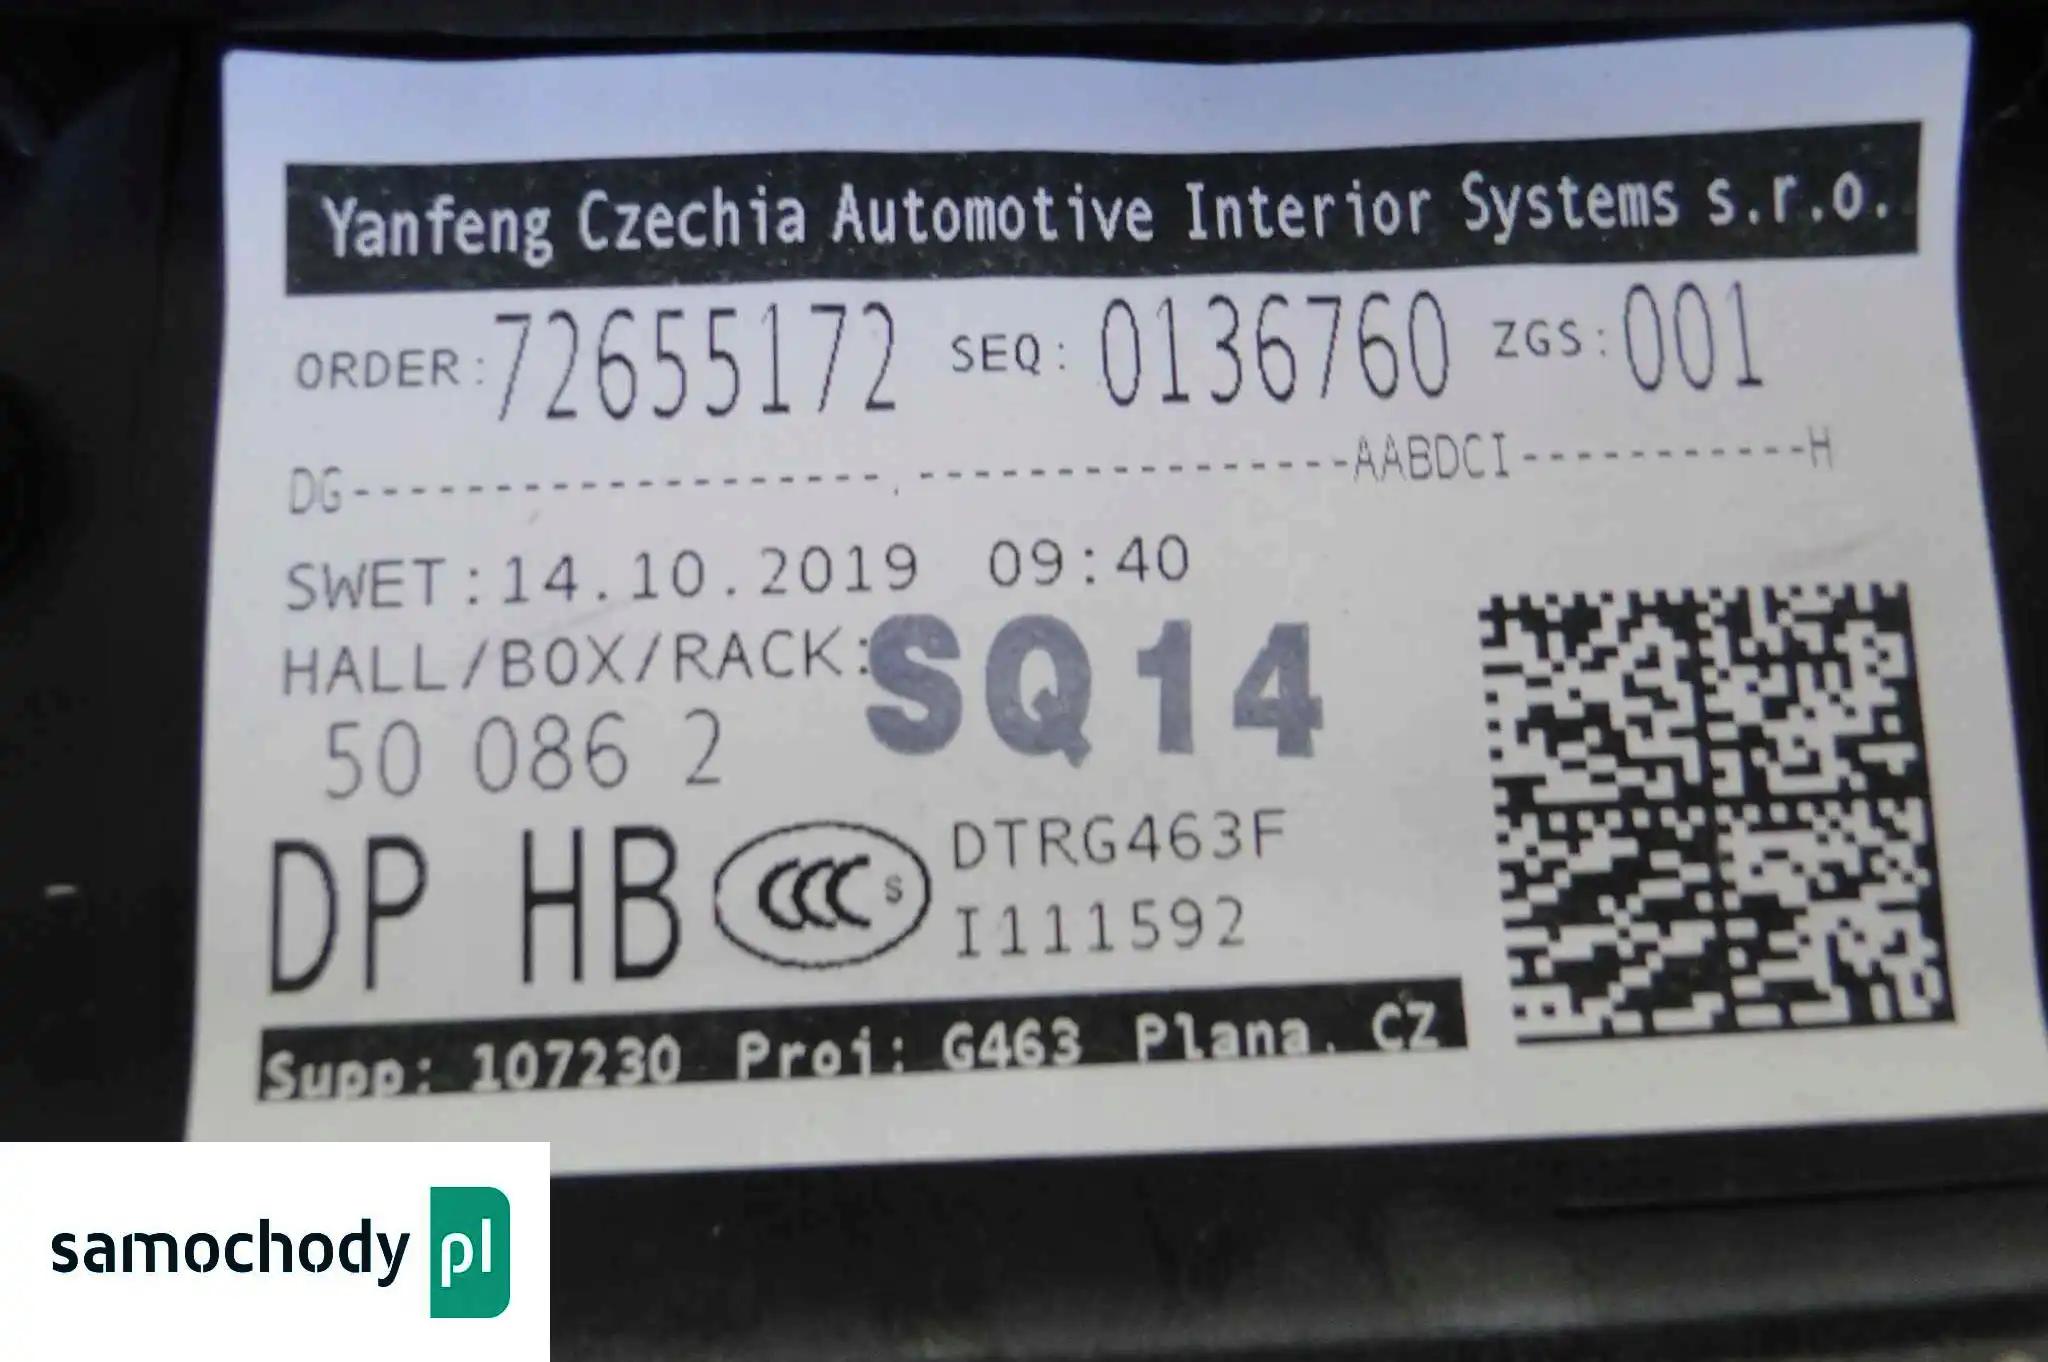 Yanfeng Czechia Automotive Interior Systems s.r.o.
ORDER:72655172 SEQ: 0136760 ZGS:001
DG-------------------.----------------AABDCI-----------H
SWET:14.10.2019 09:40
HALL/BOX/RACK:SQ14
50 086 2
DP HB CCC S DTRG463F
I111592
Supp: 107230 Proj: G463 Plana, CZ
samochody pl